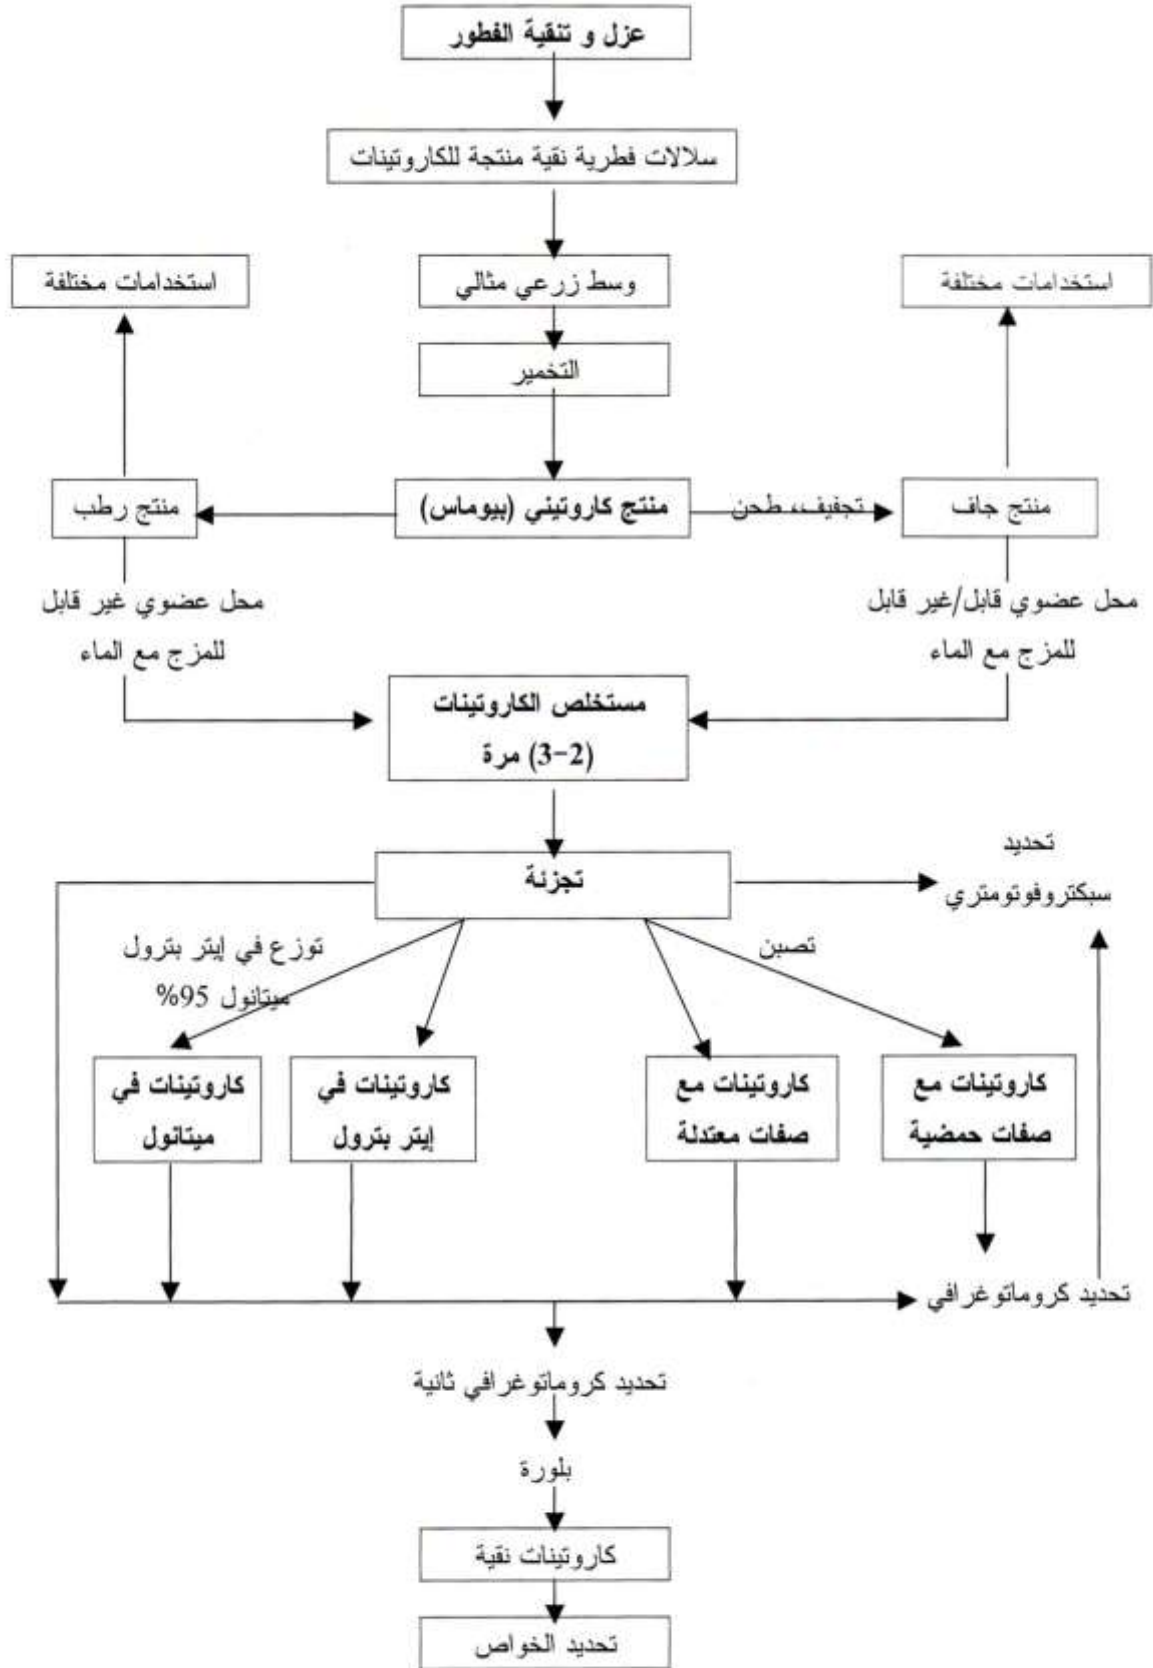 عزل و تنقية الفطور
سلالات فطرية نقية منتجة للكاروتينات
استخدامات مختلفة
وسط زرعي مثالي
استخدامات مختلفة
التخمير
منتج جاف
تجفيف، طحن
منتج كاروتيني (بيوماس)
منتج رطب
محل عضوي قابل/غير قابل
للمزج مع الماء
محل عضوي غير قابل
للمزج مع الماء
مستخلص الكاروتينات
(2-3) مرة
تجزئة
تحديد
سبكتروفوتومتري
تصبن
توزع في إيتر بترول
ميتانول 95%
كاروتينات مع
صفات حمضية
كاروتينات مع
صفات معتدلة
كاروتينات في
إيتر بترول
كاروتينات في
ميتانول
تحديد كروماتوغرافي
تحديد كروماتوغرافي ثانية
بلورة
كاروتينات نقية
تحديد الخواص